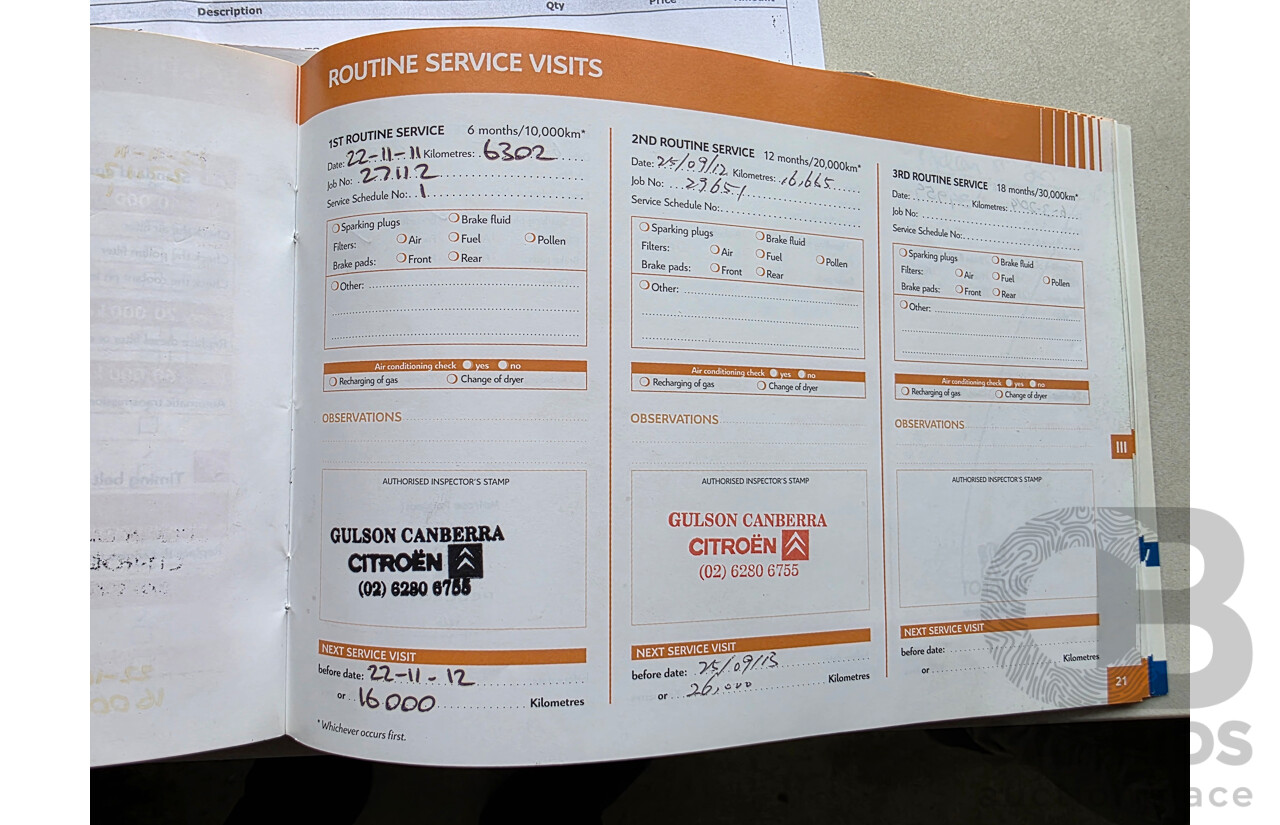 Description Qty Price
ROUTINE SERVICE VISITS
1ST ROUTINE SERVICE 6 months/10,000km*
Date: 22-11-11 Kilometres: 6302
Job No: 27112
Service Schedule No: 1
Sparking plugs Brake fluid
Filters: Air Fuel Pollen
Brake pads: Front Rear
Other:
Air conditioning check yes no
Recharging of gas Change of dryer
OBSERVATIONS
AUTHORISED INSPECTOR'S STAMP
GULSON CANBERRA
CITROËN
(02) 6280 6755
NEXT SERVICE VISIT
before date: 22-11-12
or 16000 Kilometres
*Whichever occurs first.
2ND ROUTINE SERVICE 12 months/20,000km*
Date: 25/09/12 Kilometres: 16,665
Job No: 29651
Service Schedule No:
Sparking plugs Brake fluid
Filters: Air Fuel Pollen
Brake pads: Front Rear
Other:
Air conditioning check yes no
Recharging of gas Change of dryer
OBSERVATIONS
AUTHORISED INSPECTOR'S STAMP
GULSON CANBERRA
CITROËN
(02) 6280 6755
NEXT SERVICE VISIT
before date: 25/09/13
or 26,000 Kilometres
3RD ROUTINE SERVICE 18 months/30,000km*
Date: Kilometres:
Job No:
Service Schedule No:
Sparking plugs Brake fluid
Filters: Air Fuel Pollen
Brake pads: Front Rear
Other:
Air conditioning check yes no
Recharging of gas Change of dryer
OBSERVATIONS
AUTHORISED INSPECTOR'S STAMP
NEXT SERVICE VISIT
before date:
or Kilometres
III
21